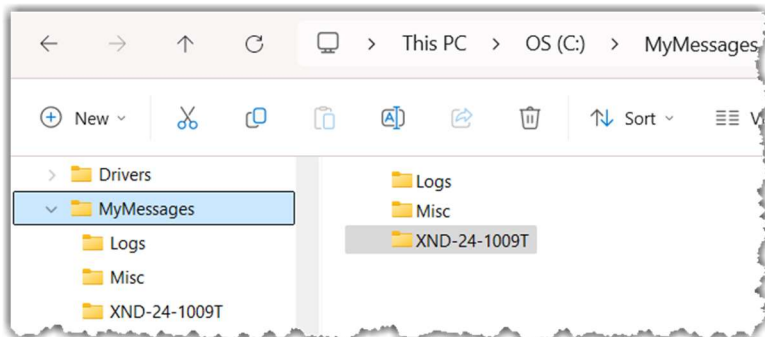 This PC > OS (C:) > MyMessages
New Sort
Drivers
MyMessages
Logs
Misc
XND-24-1009T
Logs
Misc
XND-24-1009T